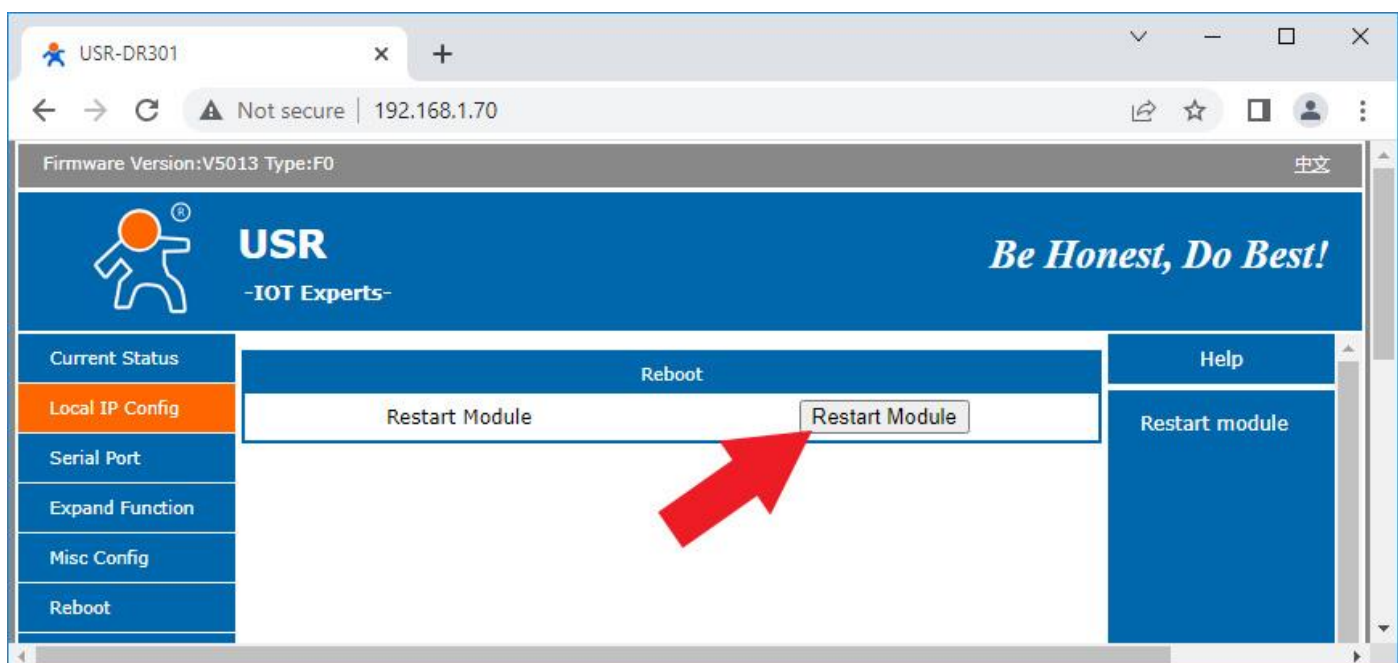 USR-DR301
Not secure 192.168.1.70
Firmware Version:V5013 Type:F0
中文
®
USR
-IOT Experts-
Be Honest, Do Best!
Current Status
Local IP Config
Serial Port
Expand Function
Misc Config
Reboot
Reboot
Restart Module
Restart Module
Help
Restart module